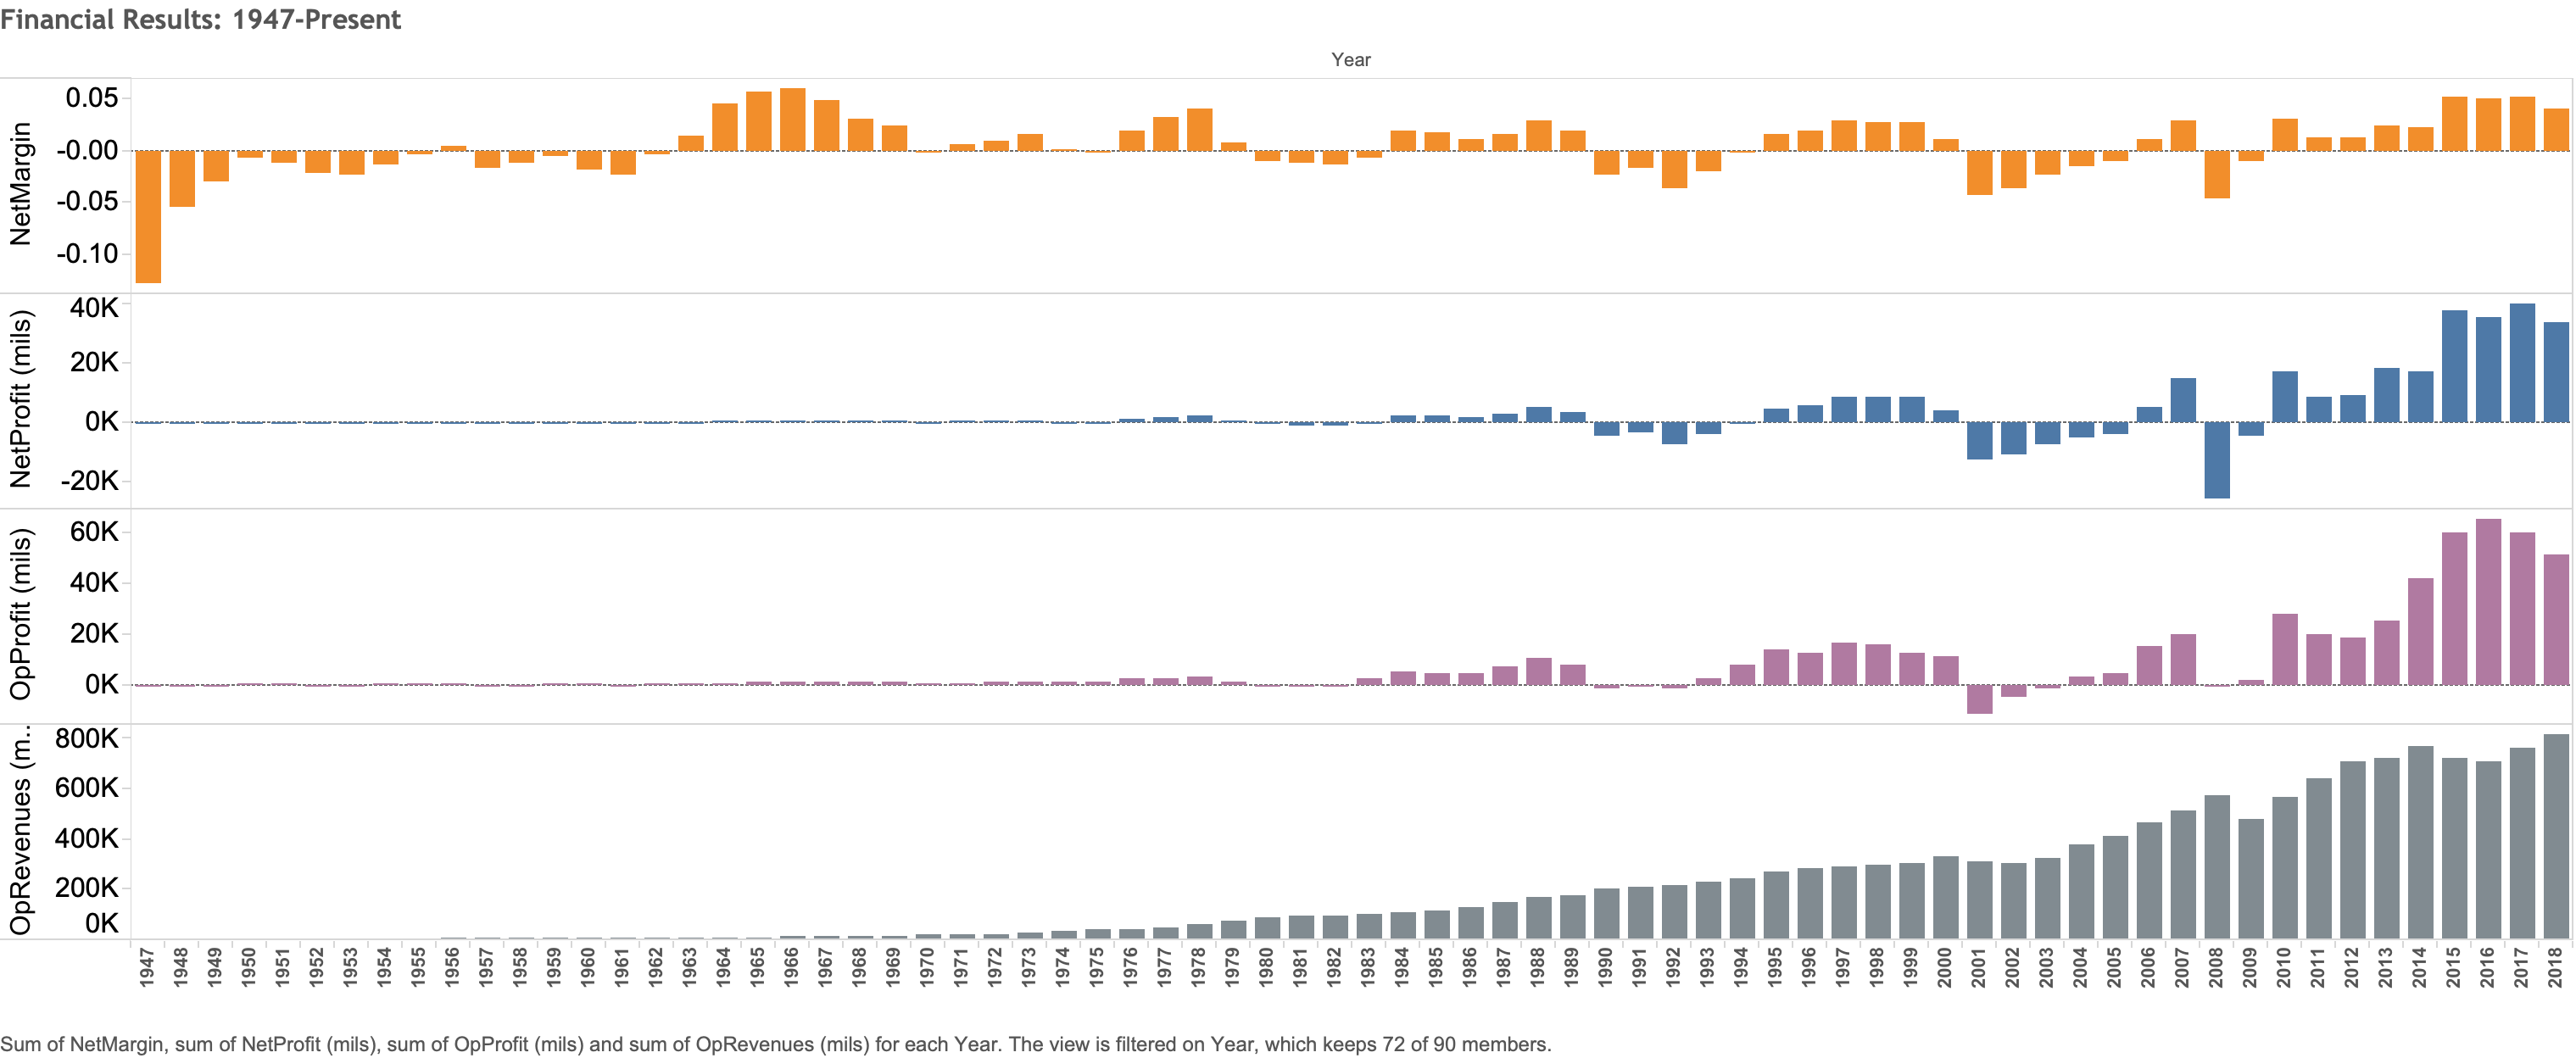 Financial Results: 1947-Present
Year
NetMargin
0.05
-0.00
-0.05
-0.10
NetProfit (mils)
40K
20K
0K
-20K
OpProfit (mils)
60K
40K
20K
0K
OpRevenues (m..
800K
600K
400K
200K
0K
1947 1948 1949 1950 1951 1952 1953 1954 1955 1956 1957 1958 1959 1960 1961 1962 1963 1964 1965 1966 1967 1968 1969 1970 1971 1972 1973 1974 1975 1976 1977 1978 1979 1980 1981 1982 1983 1984 1985 1986 1987 1988 1989 1990 1991 1992 1993 1994 1995 1996 1997 1998 1999 2000 2001 2002 2003 2004 2005 2006 2007 2008 2009 2010 2011 2012 2013 2014 2015 2016 2017 2018
Sum of NetMargin, sum of NetProfit (mils), sum of OpProfit (mils) and sum of OpRevenues (mils) for each Year. The view is filtered on Year, which keeps 72 of 90 members.